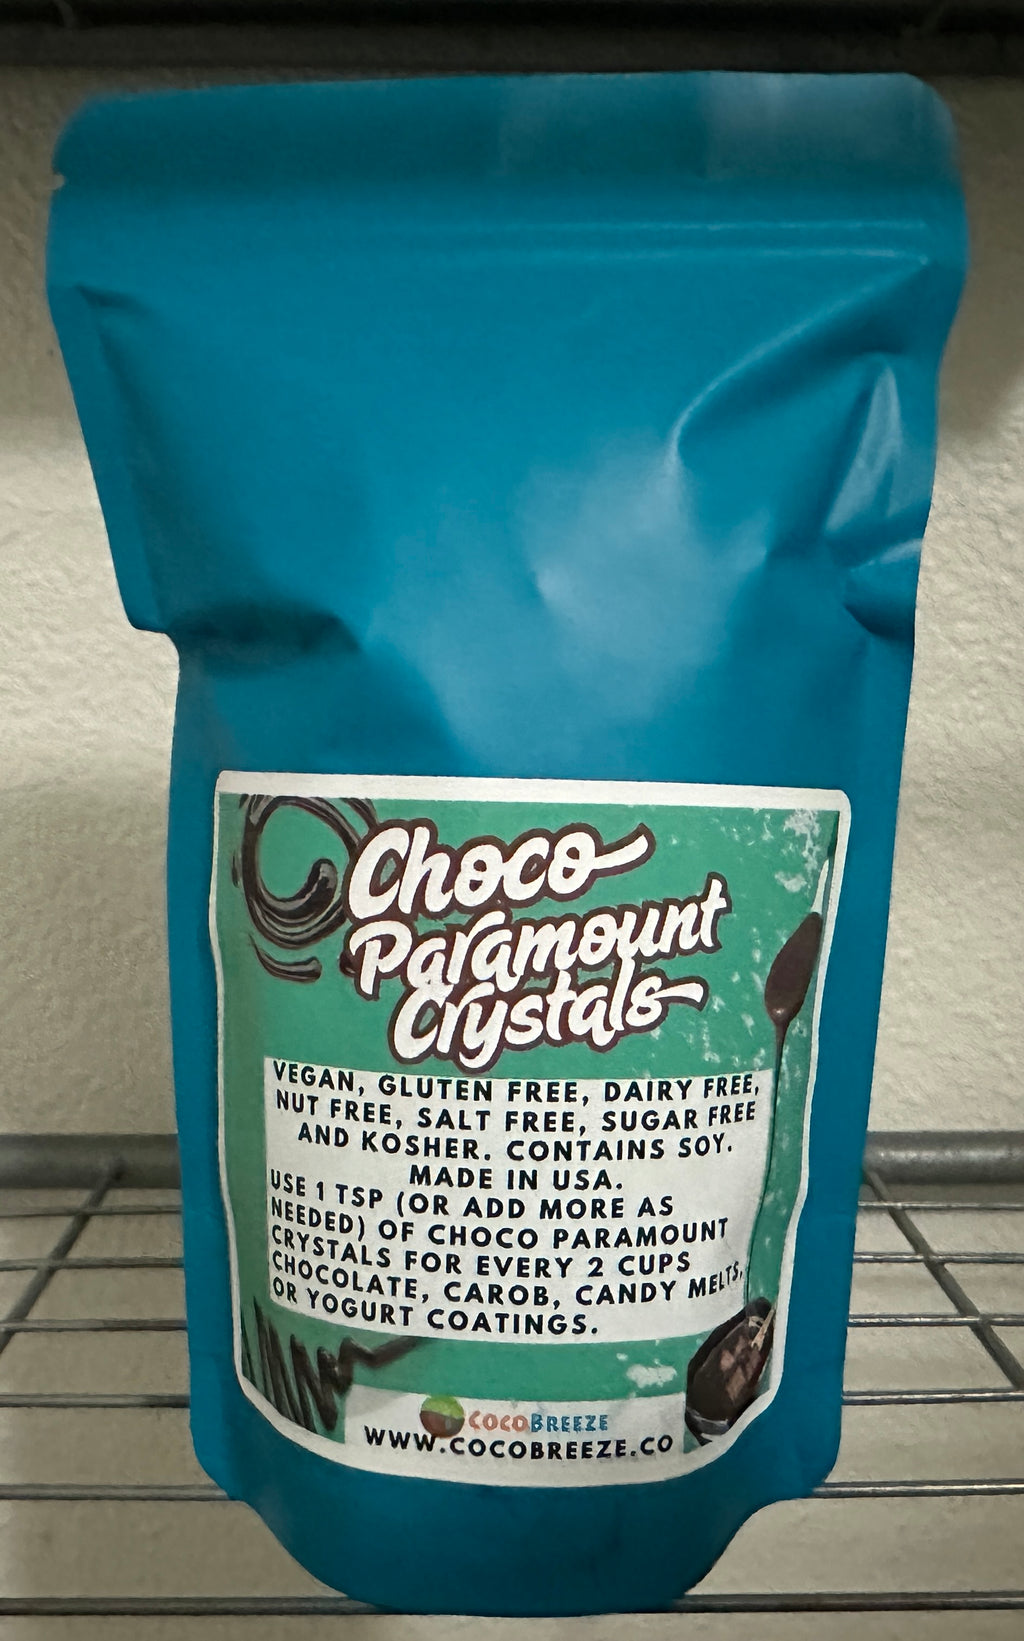 Choco
Paramount
Crystals
VEGAN, GLUTEN FREE, DAIRY FREE,
NUT FREE, SALT FREE, SUGAR FREE
AND KOSHER. CONTAINS SOY.
MADE IN USA.
USE 1 TSP (OR ADD MORE AS
NEEDED) OF CHOCO PARAMOUNT
CRYSTALS FOR EVERY 2 CUPS
CHOCOLATE, CAROB, CANDY MELTS,
OR YOGURT COATINGS.
COCOBREEZE
WWW.COCOBREEZE.CO